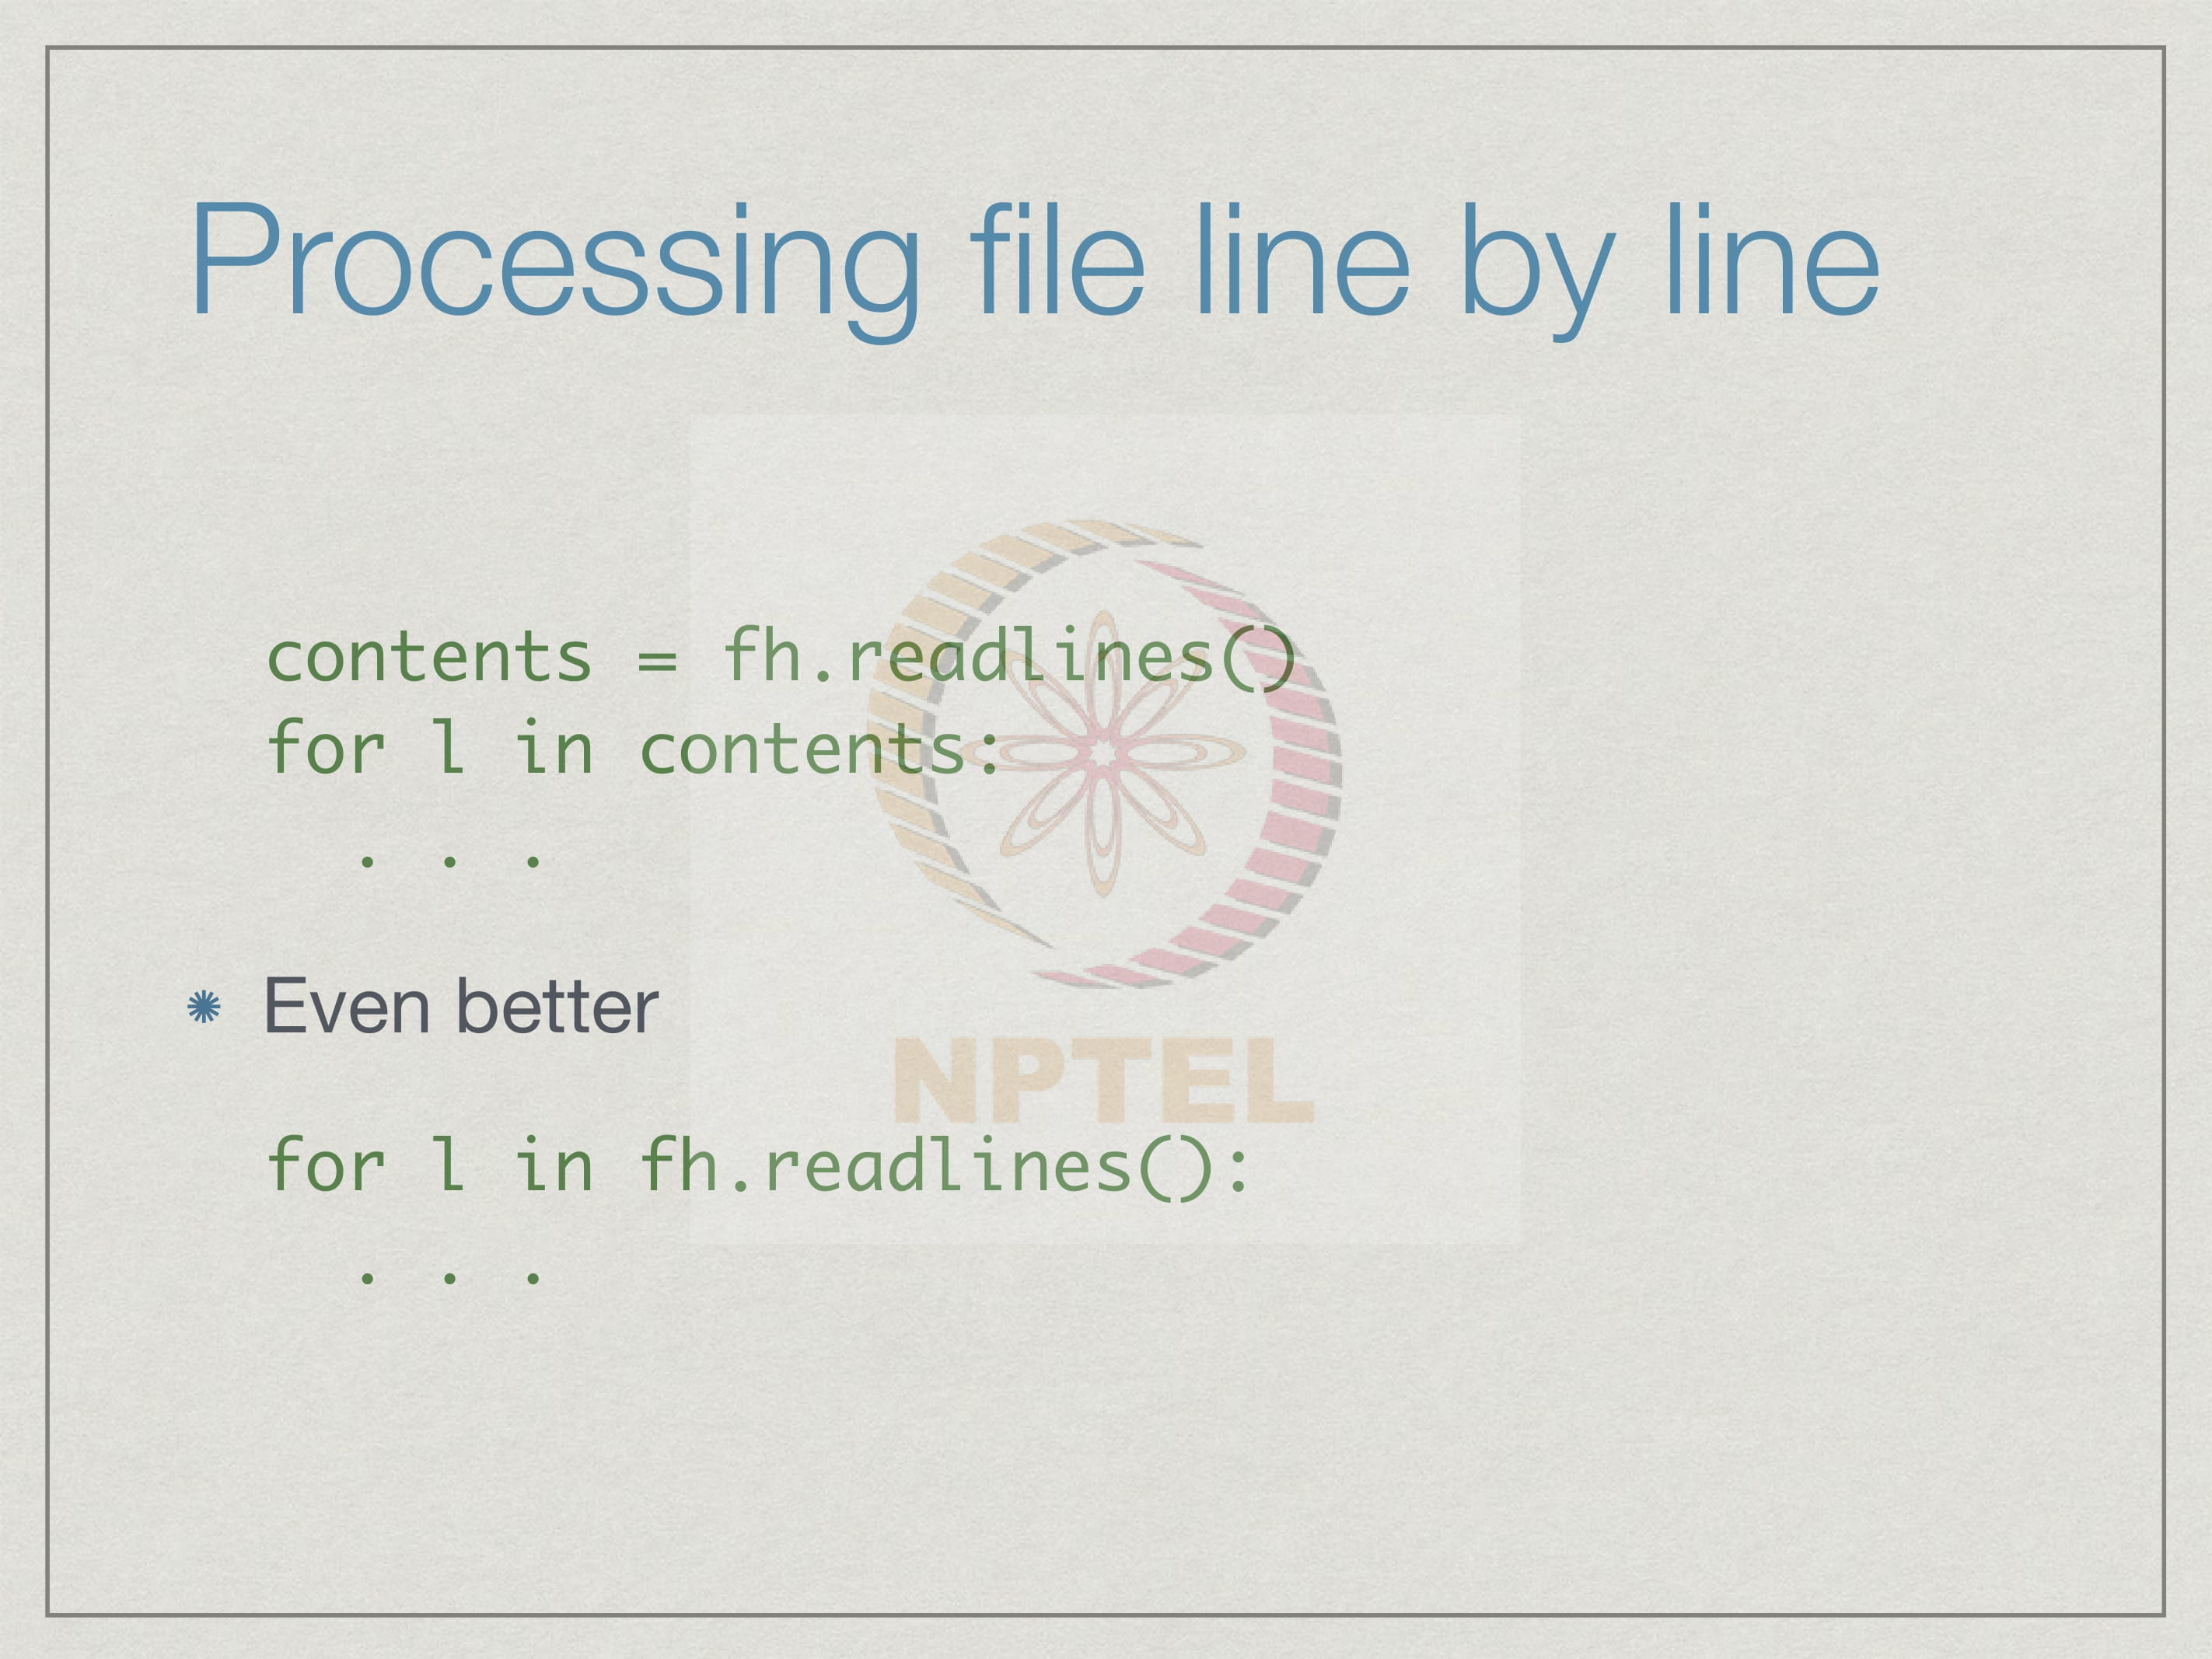 Processing file line by line
contents = fh.readlines()
for l in contents:
. . .
Even better
for l in fh.readlines():
. . .
NPTEL